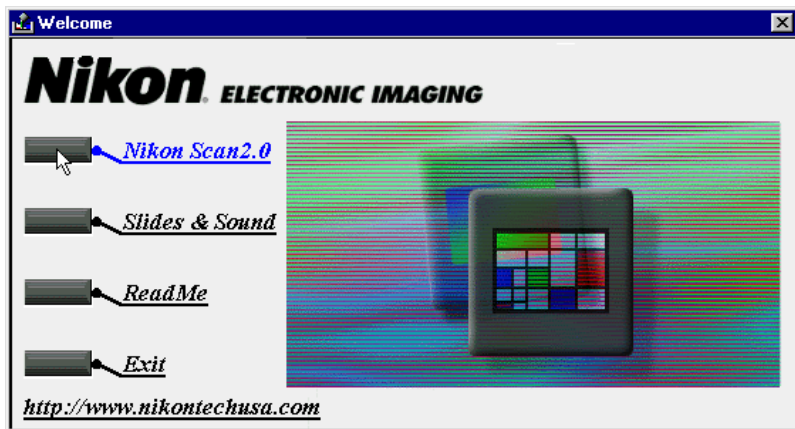 Welcome
Nikon ELECTRONIC IMAGING
Nikon Scan2.0
Slides & Sound
ReadMe
Exit
http://www.nikontechusa.com